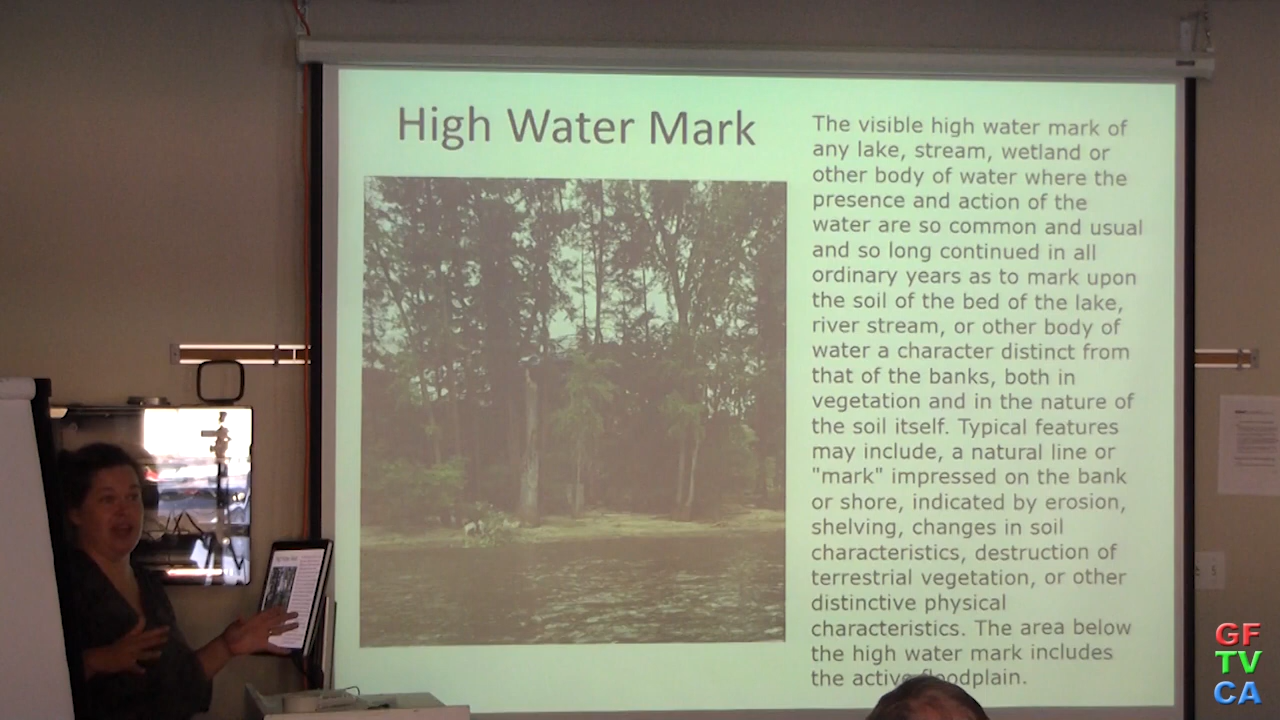 High Water Mark
The visible high water mark of
any lake, stream, wetland or
other body of water where the
presence and action of the
water are so common and usual
and so long continued in all
ordinary years as to mark upon
the soil of the bed of the lake,
river stream, or other body of
water a character distinct from
that of the banks, both in
vegetation and in the nature of
the soil itself. Typical features
may include, a natural line or
"mark" impressed on the bank
or shore, indicated by erosion,
shelving, changes in soil
characteristics, destruction of
terrestrial vegetation, or other
distinctive physical
characteristics. The area below
the high water mark includes
the active floodplain.
GF
TV
CA